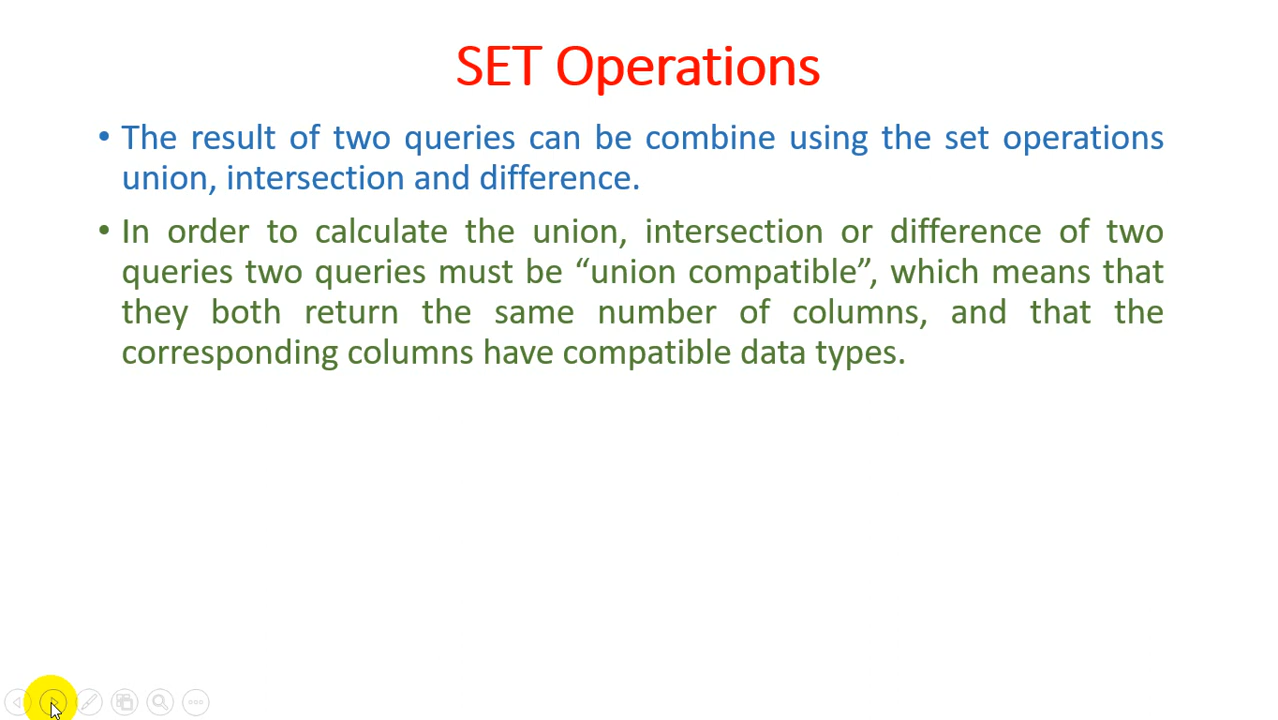 SET Operations
• The result of two queries can be combine using the set operations
union, intersection and difference.
• In order to calculate the union, intersection or difference of two
queries two queries must be “union compatible”, which means that
they both return the same number of columns, and that the
corresponding columns have compatible data types.